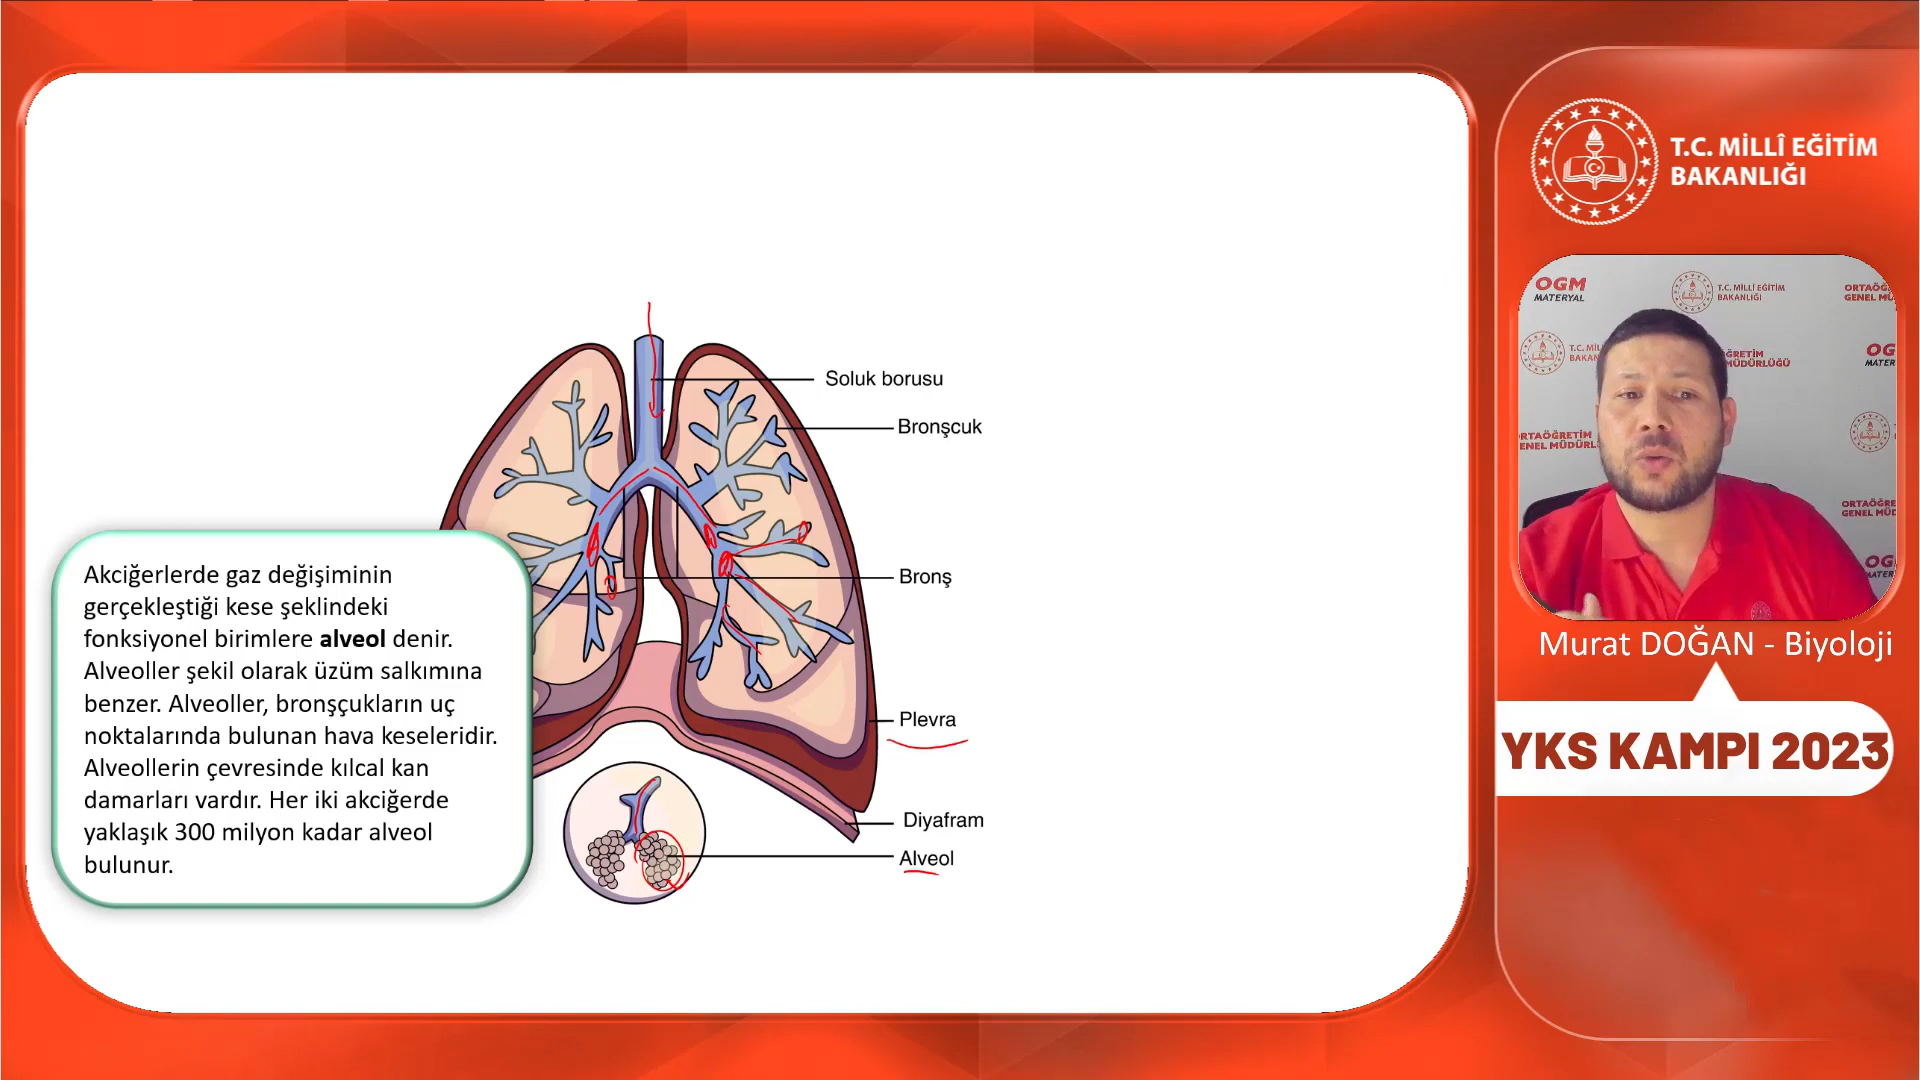 Soluk borusu
Bronşcuk
Bronş
Plevra
Diyafram
Alveol
Akciğerlerde gaz değişiminin
gerçekleştiği kese şeklindeki
fonksiyonel birimlere alveol denir.
Alveoller şekil olarak üzüm salkımına
benzer. Alveoller, bronşçukların uç
noktalarında bulunan hava keseleridir.
Alveollerin çevresinde kılcal kan
damarları vardır. Her iki akciğerde
yaklaşık 300 milyon kadar alveol
bulunur.
T.C. MİLLÎ EĞİTİM
BAKANLIĞI
OGM
MATERYAL
T.C. MİLLÎ EĞİTİM
BAKANLIĞI
Murat DOĞAN - Biyoloji
YKS KAMPI 2023